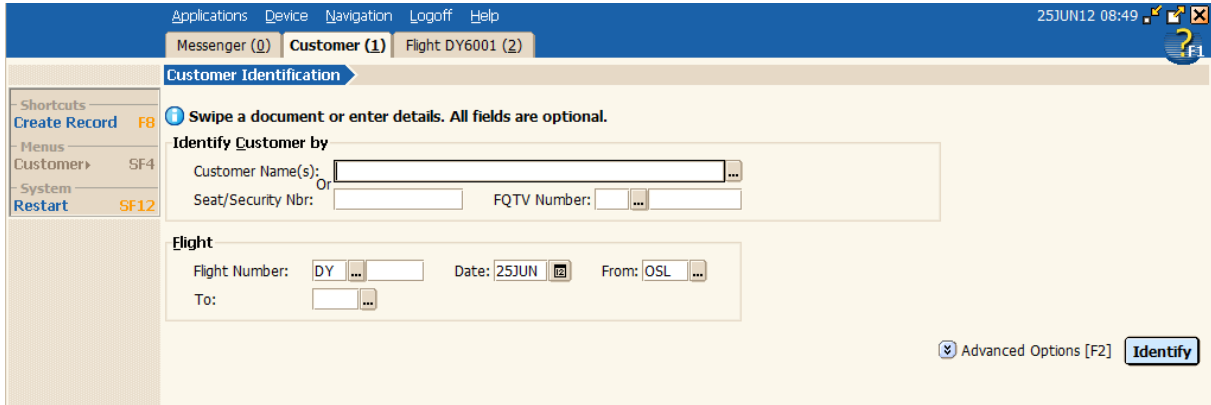 Applications Device Navigation Logoff Help 25JUN12 08:49
Messenger (0) Customer (1) Flight DY6001 (2) ? F1
Customer Identification
Shortcuts
Create Record F8
Menus
Customer SF4
System
Restart SF12
Swipe a document or enter details. All fields are optional.
Identify Customer by
Customer Name(s): ...
Or
Seat/Security Nbr: FQTV Number: ...
Flight
Flight Number: DY ... Date: 25JUN 12 From: OSL ...
To: ...
Advanced Options [F2] Identify